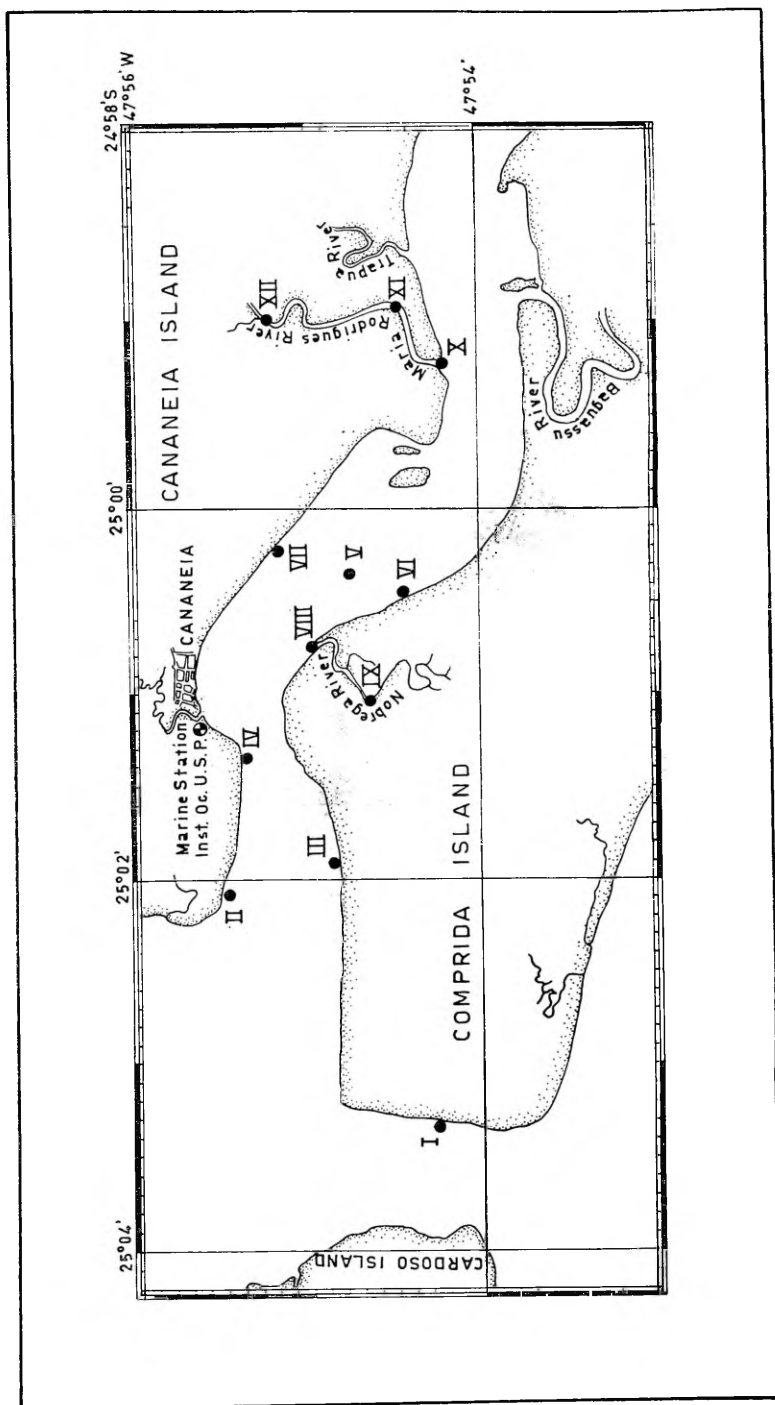 24°58'S
47°56'W
47°54'
CANANEIA ISLAND
Trapua
River
XII
XI
Maria Rodrigues River
X
Baguassu
River
25°00'
VII
V
VI
VIII
IX
Nobrega River
CANANEIA
Marine Station
Inst. Oc. U.S.P.
IV
III
II
25°02'
COMPRIDA ISLAND
I
25°04'
CARDOSO ISLAND